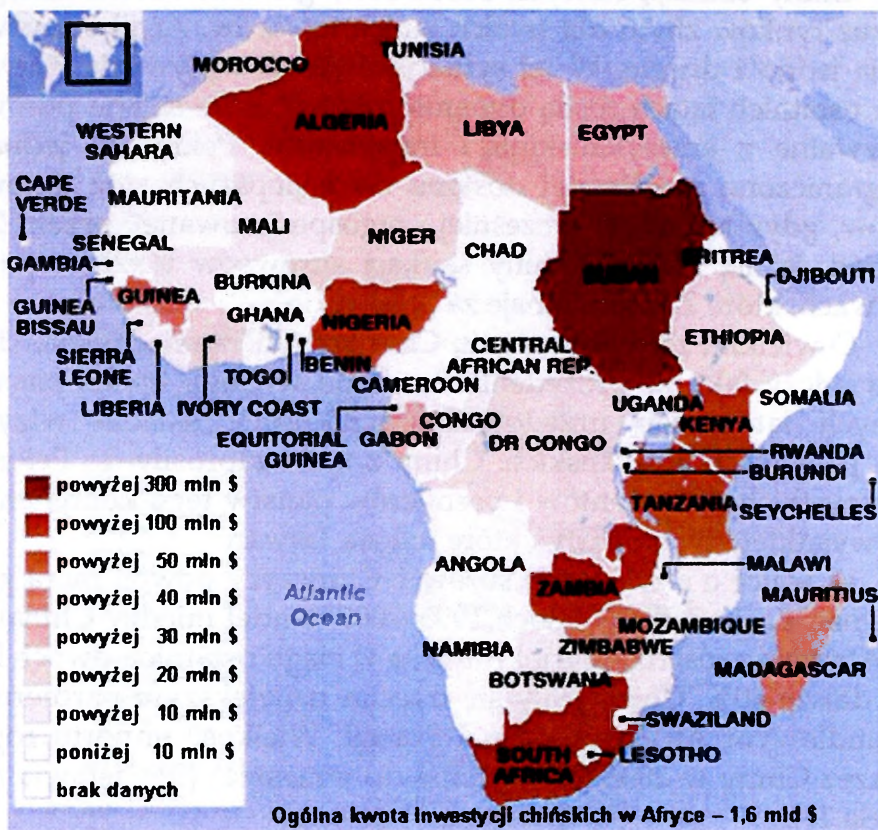 TUNISIA
MOROCCO
ALGERIA
LIBYA
EGYPT
WESTERN
SAHARA
CAPE
VERDE
MAURITANIA
MALI
NIGER
CHAD
SUDAN
ERITREA
DJIBOUTI
SENEGAL
GAMBIA
GUINEA
BISSAU
GUINEA
BURKINA
GHANA
NIGERIA
ETHIOPIA
SIERRA
LEONE
TOGO
BENIN
CENTRAL
AFRICAN REP.
CAMEROON
LIBERIA
IVORY COAST
UGANDA
SOMALIA
KENYA
EQUITORIAL
GUINEA
GABON
CONGO
DR CONGO
RWANDA
BURUNDI
TANZANIA
SEYCHELLES
powyżej 300 mln $
powyżej 100 mln $
powyżej 50 mln $
powyżej 40 mln $
powyżej 30 mln $
powyżej 20 mln $
powyżej 10 mln $
poniżej 10 mln $
brak danych
ANGOLA
ZAMBIA
MALAWI
MAURITIUS
Atlantic
Ocean
MOZAMBIQUE
NAMIBIA
ZIMBABWE
BOTSWANA
MADAGASCAR
SWAZILAND
SOUTH
AFRICA
LESOTHO
Ogólna kwota inwestycji chińskich w Afryce – 1,6 mld $